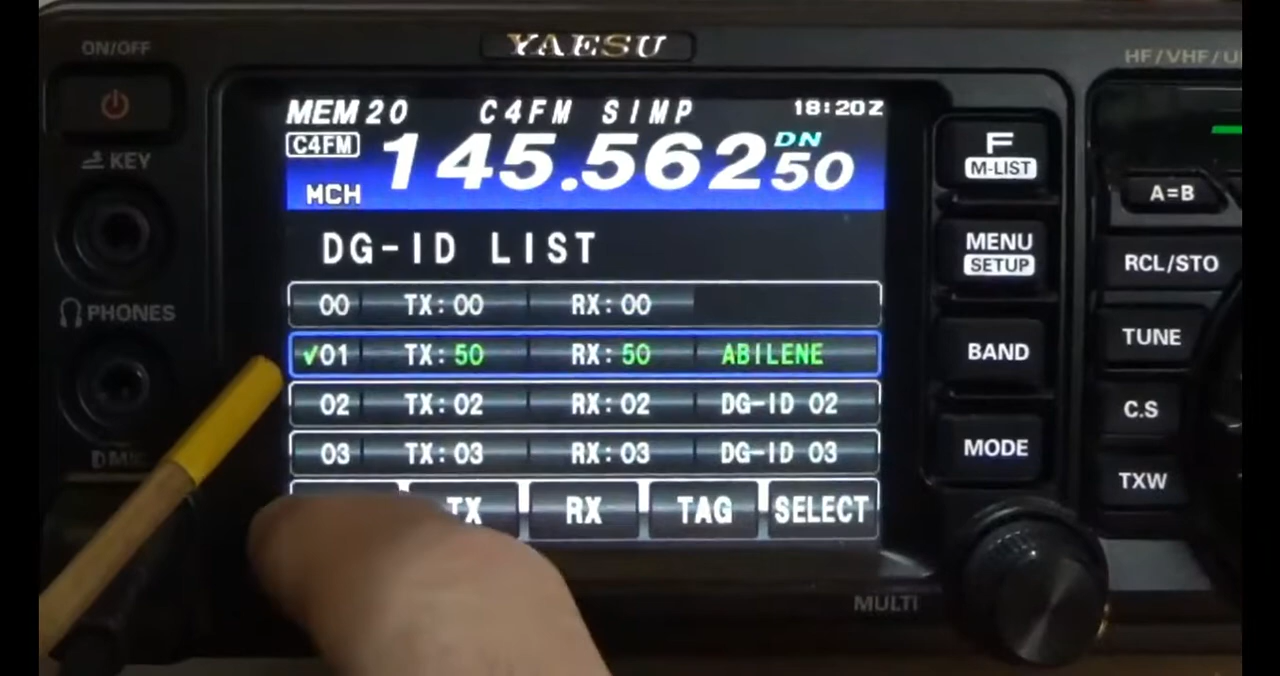 ON/OFF
YAESU
HF/VHF/U
MEM 20 C4FM SIMP 18:20Z
C4FM 145.56250 DN
MCH
KEY
PHONES
DG-ID LIST
00 TX:00 RX:00
✓01 TX:50 RX:50 ABILENE
02 TX:02 RX:02 DG-ID 02
03 TX:03 RX:03 DG-ID 03
TX RX TAG SELECT
F
M-LIST
MENU
SETUP
BAND
MODE
MULTI
A=B
RCL/STO
TUNE
C.S
TXW